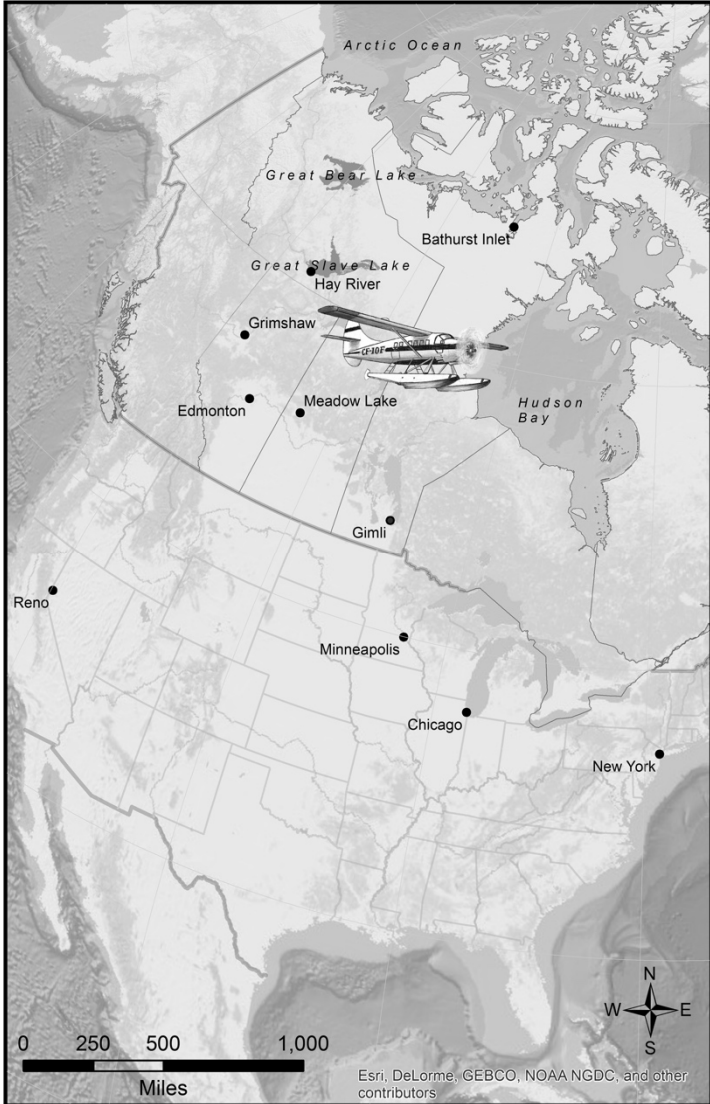 Arctic Ocean
Great Bear Lake
Bathurst Inlet
Great Slave Lake
Hay River
Grimshaw
Edmonton
Meadow Lake
Hudson
Bay
Gimli
Reno
Minneapolis
Chicago
New York
N
W
E
S
0
250
500
1,000
Miles
Esri, DeLorme, GEBCO, NOAA NGDC, and other
contributors